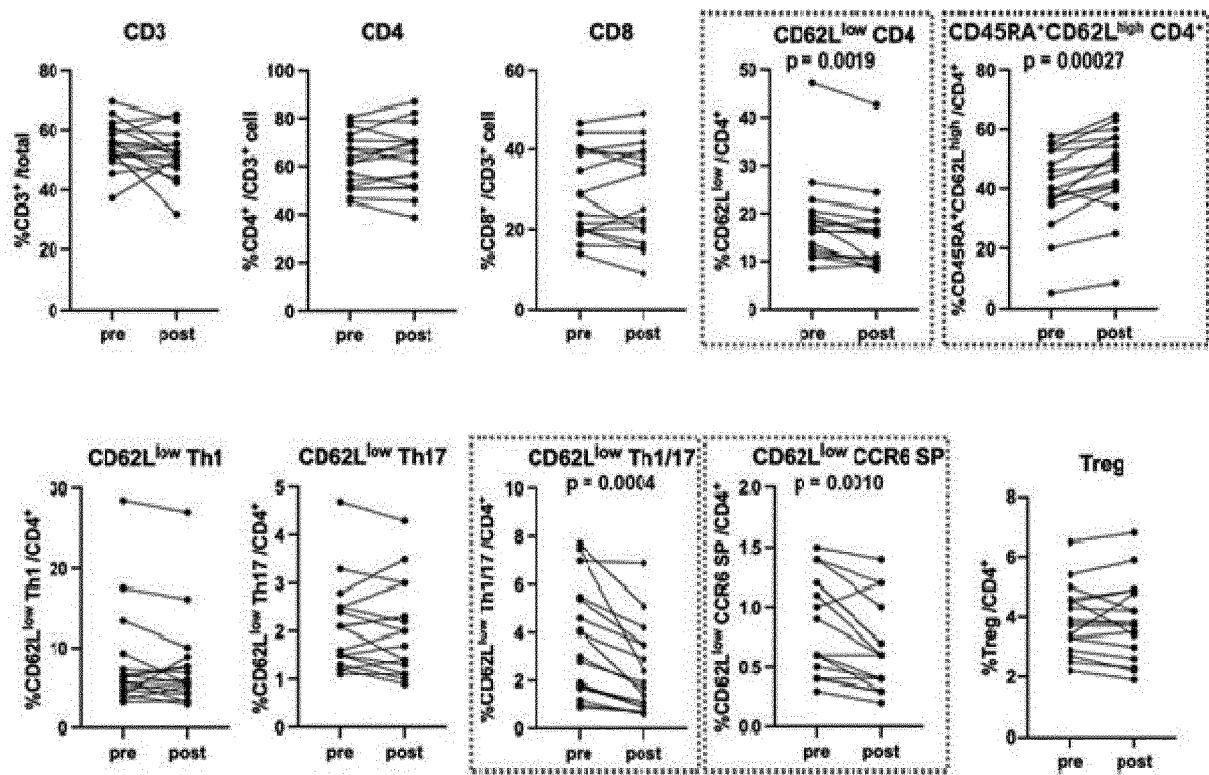 CD3
%CD3⁺ /total
80
60
40
20
0
pre post
CD4
%CD4⁺ /CD3⁺ cell
100
80
60
40
20
0
pre post
CD8
%CD8⁺ /CD3⁺ cell
60
40
20
0
pre post
CD62Lˡᵒʷ CD4
p = 0.0019
%CD62Lˡᵒʷ /CD4⁺
50
40
30
20
10
0
pre post
CD45RA⁺CD62Lʰⁱᵍʰ CD4⁺
p = 0.00027
%CD45RA⁺CD62Lʰⁱᵍʰ /CD4⁺
80
60
40
20
0
pre post
CD62Lˡᵒʷ Th1
%CD62Lˡᵒʷ Th1 /CD4⁺
30
20
10
0
pre post
CD62Lˡᵒʷ Th17
%CD62Lˡᵒʷ Th17 /CD4⁺
5
4
3
2
1
0
pre post
CD62Lˡᵒʷ Th1/17
p = 0.0004
%CD62Lˡᵒʷ Th1/17 /CD4⁺
10
8
6
4
2
0
pre post
CD62Lˡᵒʷ CCR6 SP
p = 0.0010
%CD62Lˡᵒʷ CCR6 SP /CD4⁺
2.0
1.5
1.0
0.5
0.0
pre post
Treg
%Treg /CD4⁺
8
6
4
2
0
pre post